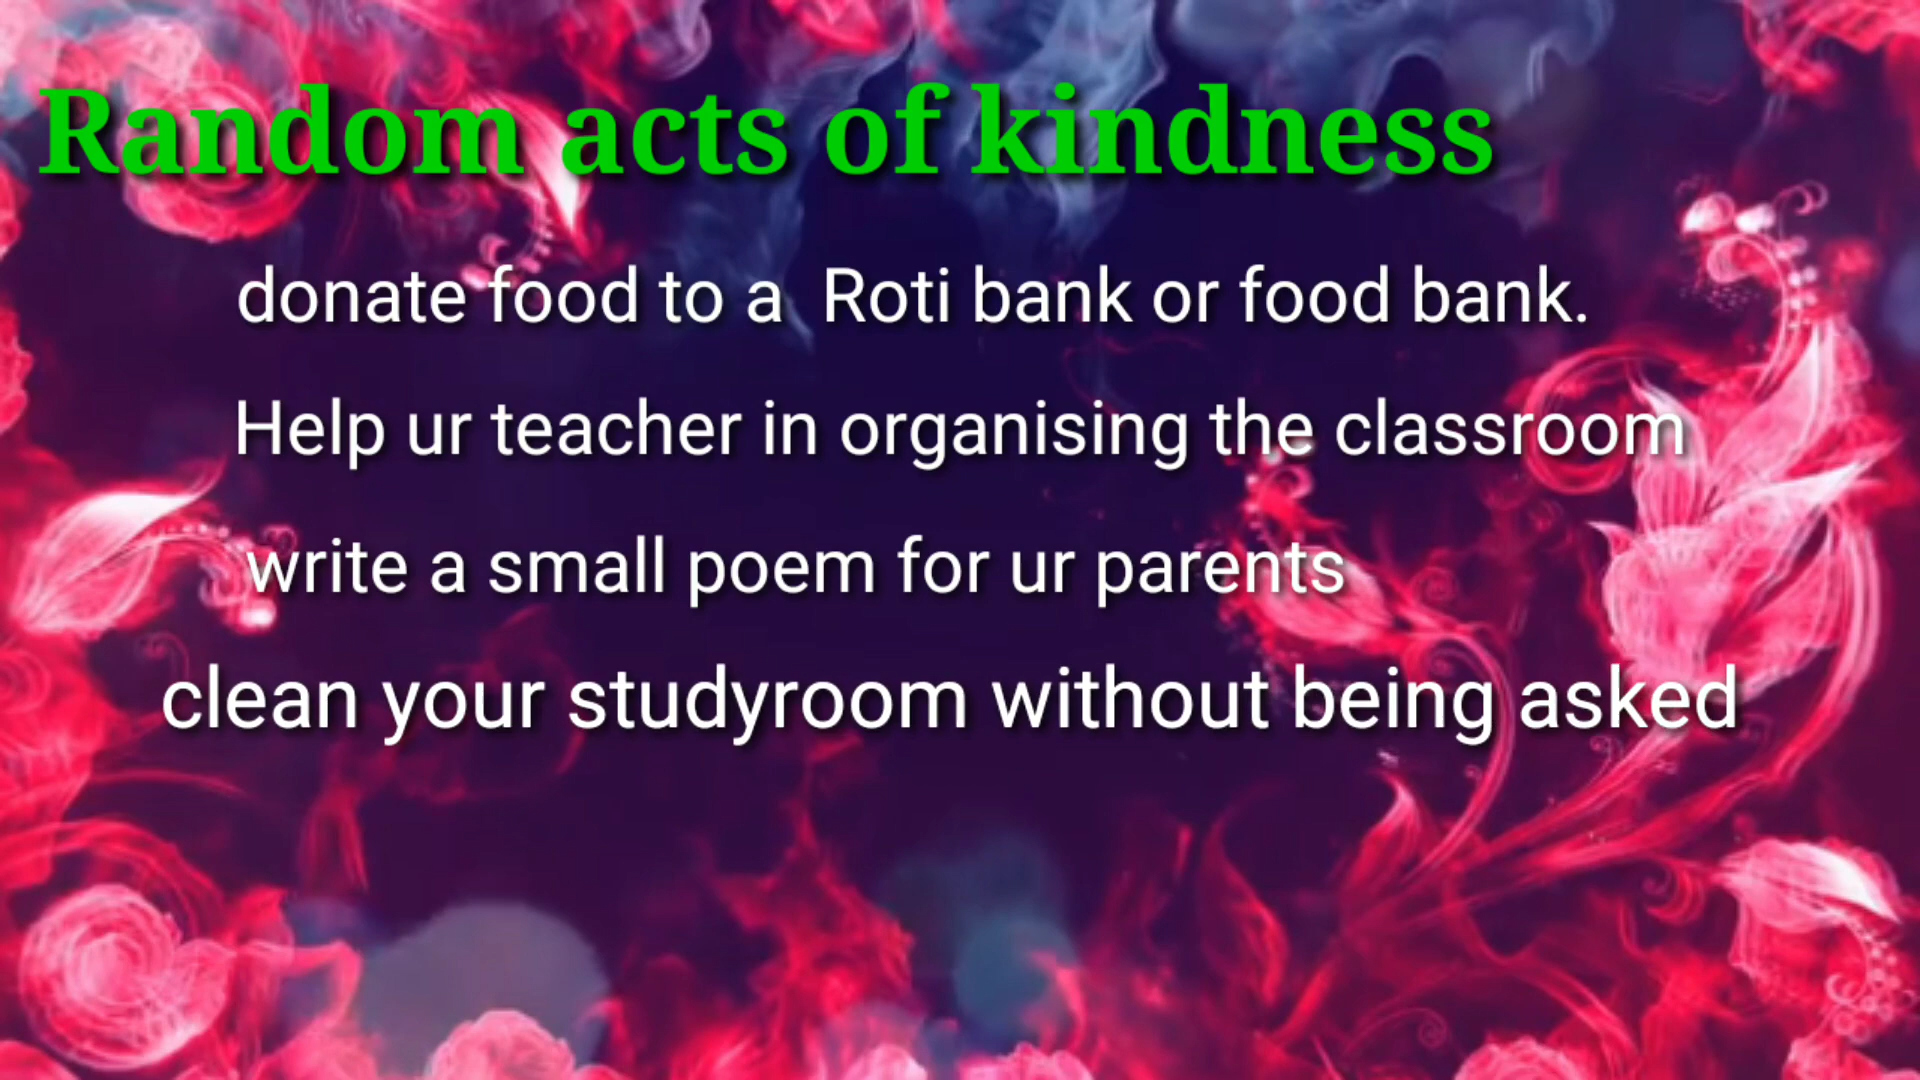 Random acts of kindness
donate food to a  Roti bank or food bank.
Help ur teacher in organising the classroom
write a small poem for ur parents
clean your studyroom without being asked